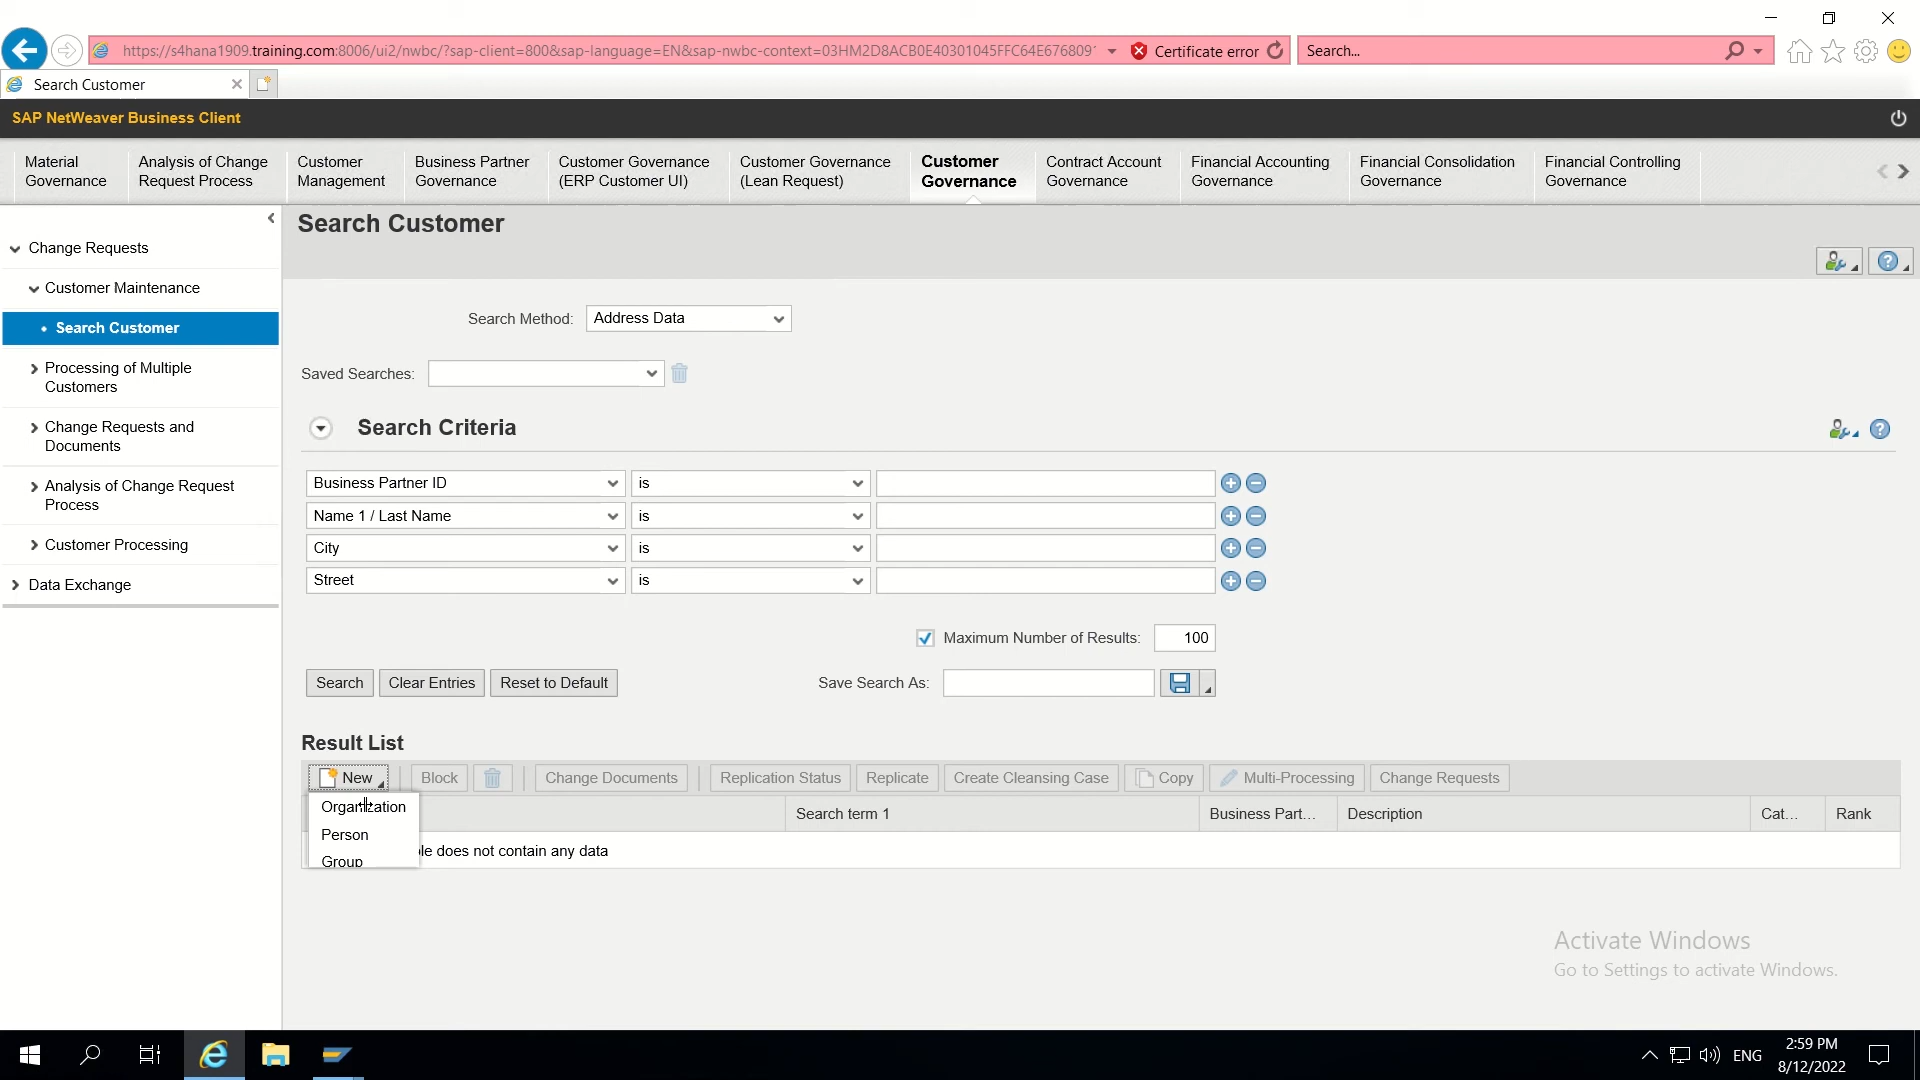 https://s4hana1909.training.com:8006/ui2/nwbc/?sap-client=800&sap-language=EN&sap-nwbc-context=03HM2D8ACB0E40301045FFC64E676809
Certificate error
Search...
Search Customer
SAP NetWeaver Business Client
Material Governance
Analysis of Change Request Process
Customer Management
Business Partner Governance
Customer Governance (ERP Customer UI)
Customer Governance (Lean Request)
Customer Governance
Contract Account Governance
Financial Accounting Governance
Financial Consolidation Governance
Financial Controlling Governance
Search Customer
Change Requests
Customer Maintenance
Search Customer
Processing of Multiple
Customers
Change Requests and
Documents
Analysis of Change Request
Process
Customer Processing
Data Exchange
Search Method: Address Data
Saved Searches:
Search Criteria
Business Partner ID is
Name 1 / Last Name is
City is
Street is
Maximum Number of Results: 100
Search Clear Entries Reset to Default Save Search As:
Result List
New Block Change Documents Replication Status Replicate Create Cleansing Case Copy Multi-Processing Change Requests
Organization
Search term 1 Business Part... Description Cat... Rank
Person
Group
does not contain any data
Activate Windows
Go to Settings to activate Windows.
ENG
2:59 PM
8/12/2022